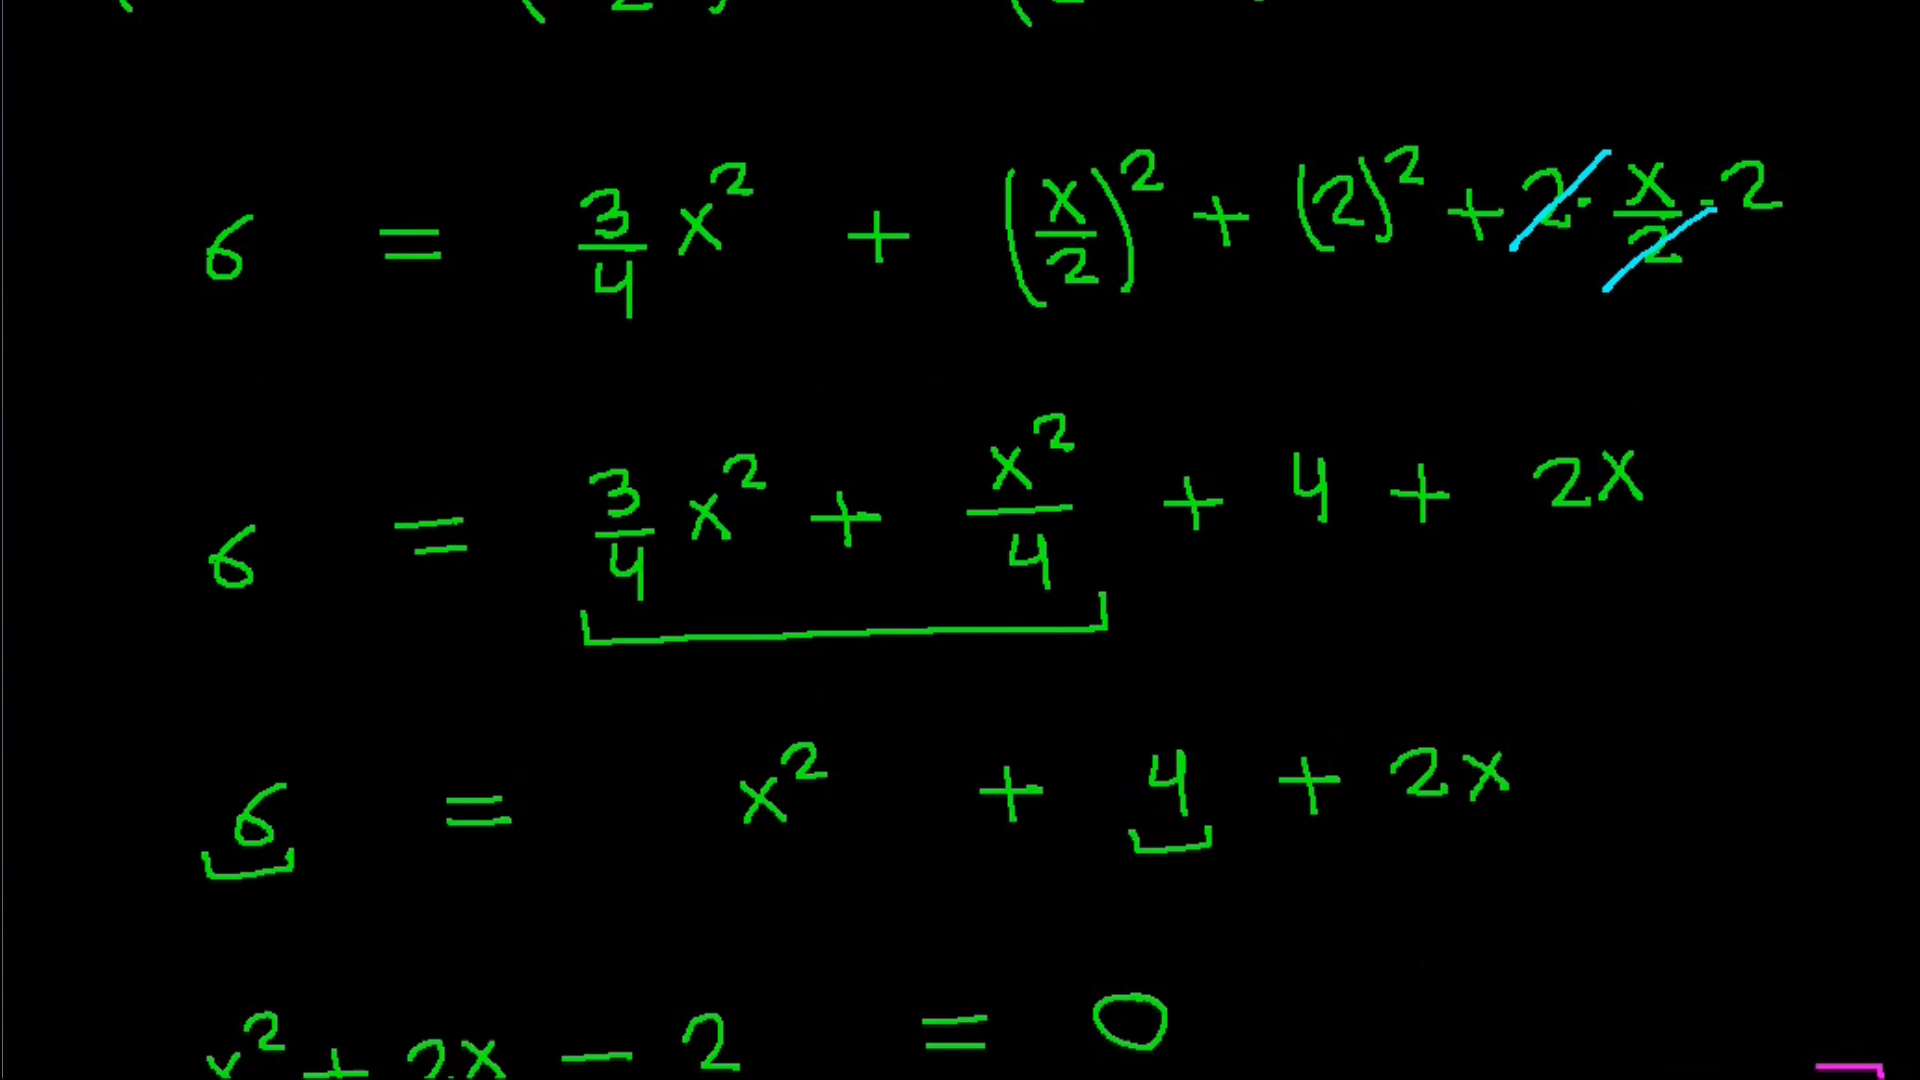 6 = 3/4 x² + (x/2)² + (2)² + 2 · x/2 · 2
6 = 3/4 x² + x²/4 + 4 + 2x
6 = x² + 4 + 2x
x² + 2x − 2 = 0